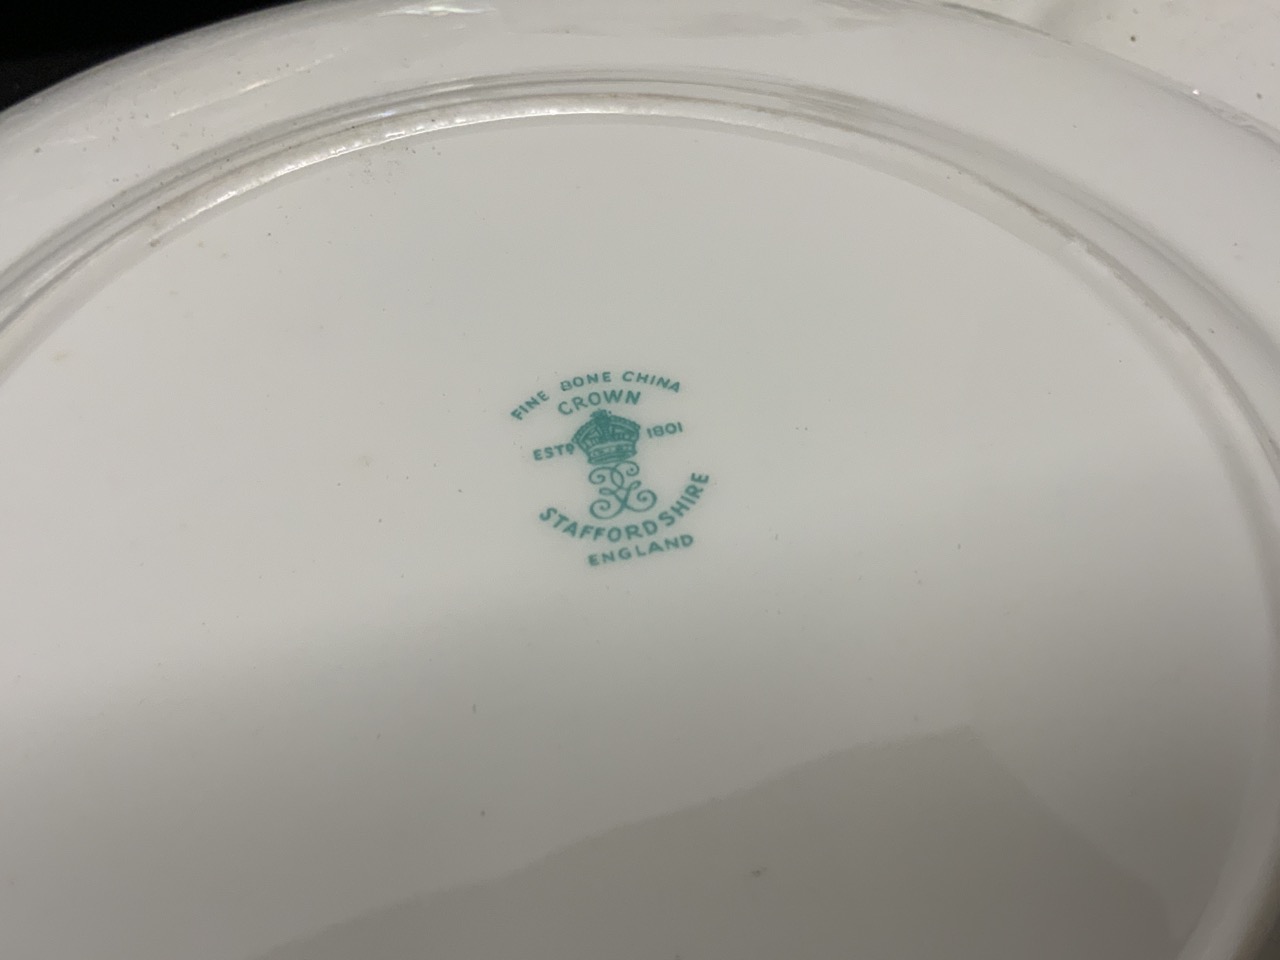 FINE BONE CHINA
CROWN
ESTD 1801
STAFFORDSHIRE
ENGLAND